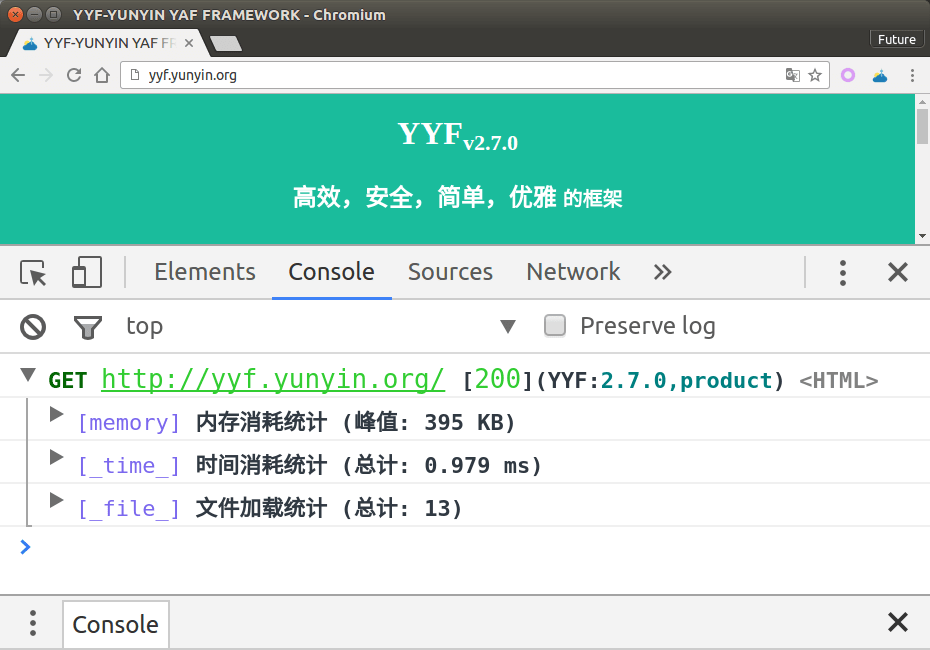 YYF-YUNYIN YAF FRAMEWORK - Chromium
YYF-YUNYIN YAF FR
Future
yyf.yunyin.org
YYFv2.7.0
高效，安全，简单，优雅 的框架
Elements Console Sources Network
top Preserve log
GET http://yyf.yunyin.org/ [200](YYF:2.7.0,product) <HTML>
[memory] 内存消耗统计 (峰值: 395 KB)
[_time_] 时间消耗统计 (总计: 0.979 ms)
[_file_] 文件加载统计 (总计: 13)
Console